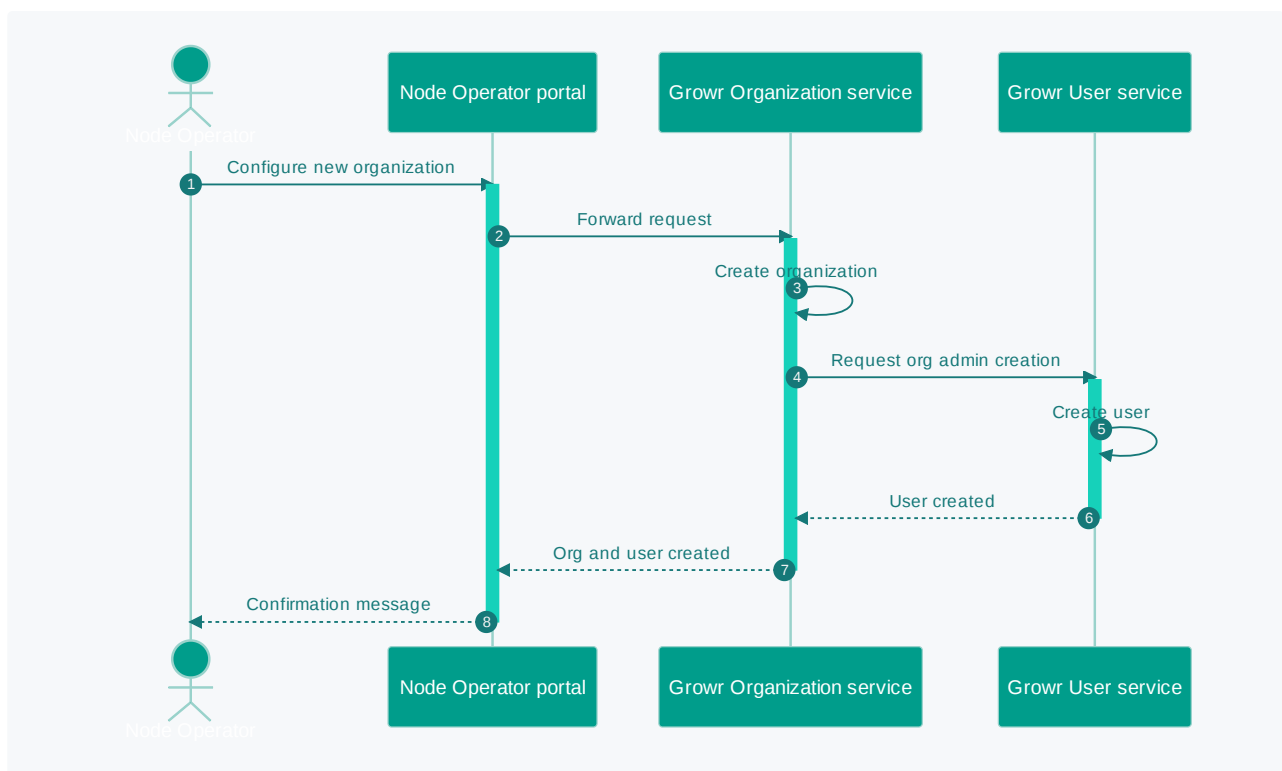 Node Operator portal
Growr Organization service
Growr User service
Node Operator
Configure new organization
1
Forward request
2
Create organization
3
Request org admin creation
4
Create user
5
User created
6
Org and user created
7
Confirmation message
8
Node Operator portal
Growr Organization service
Growr User service
Node Operator